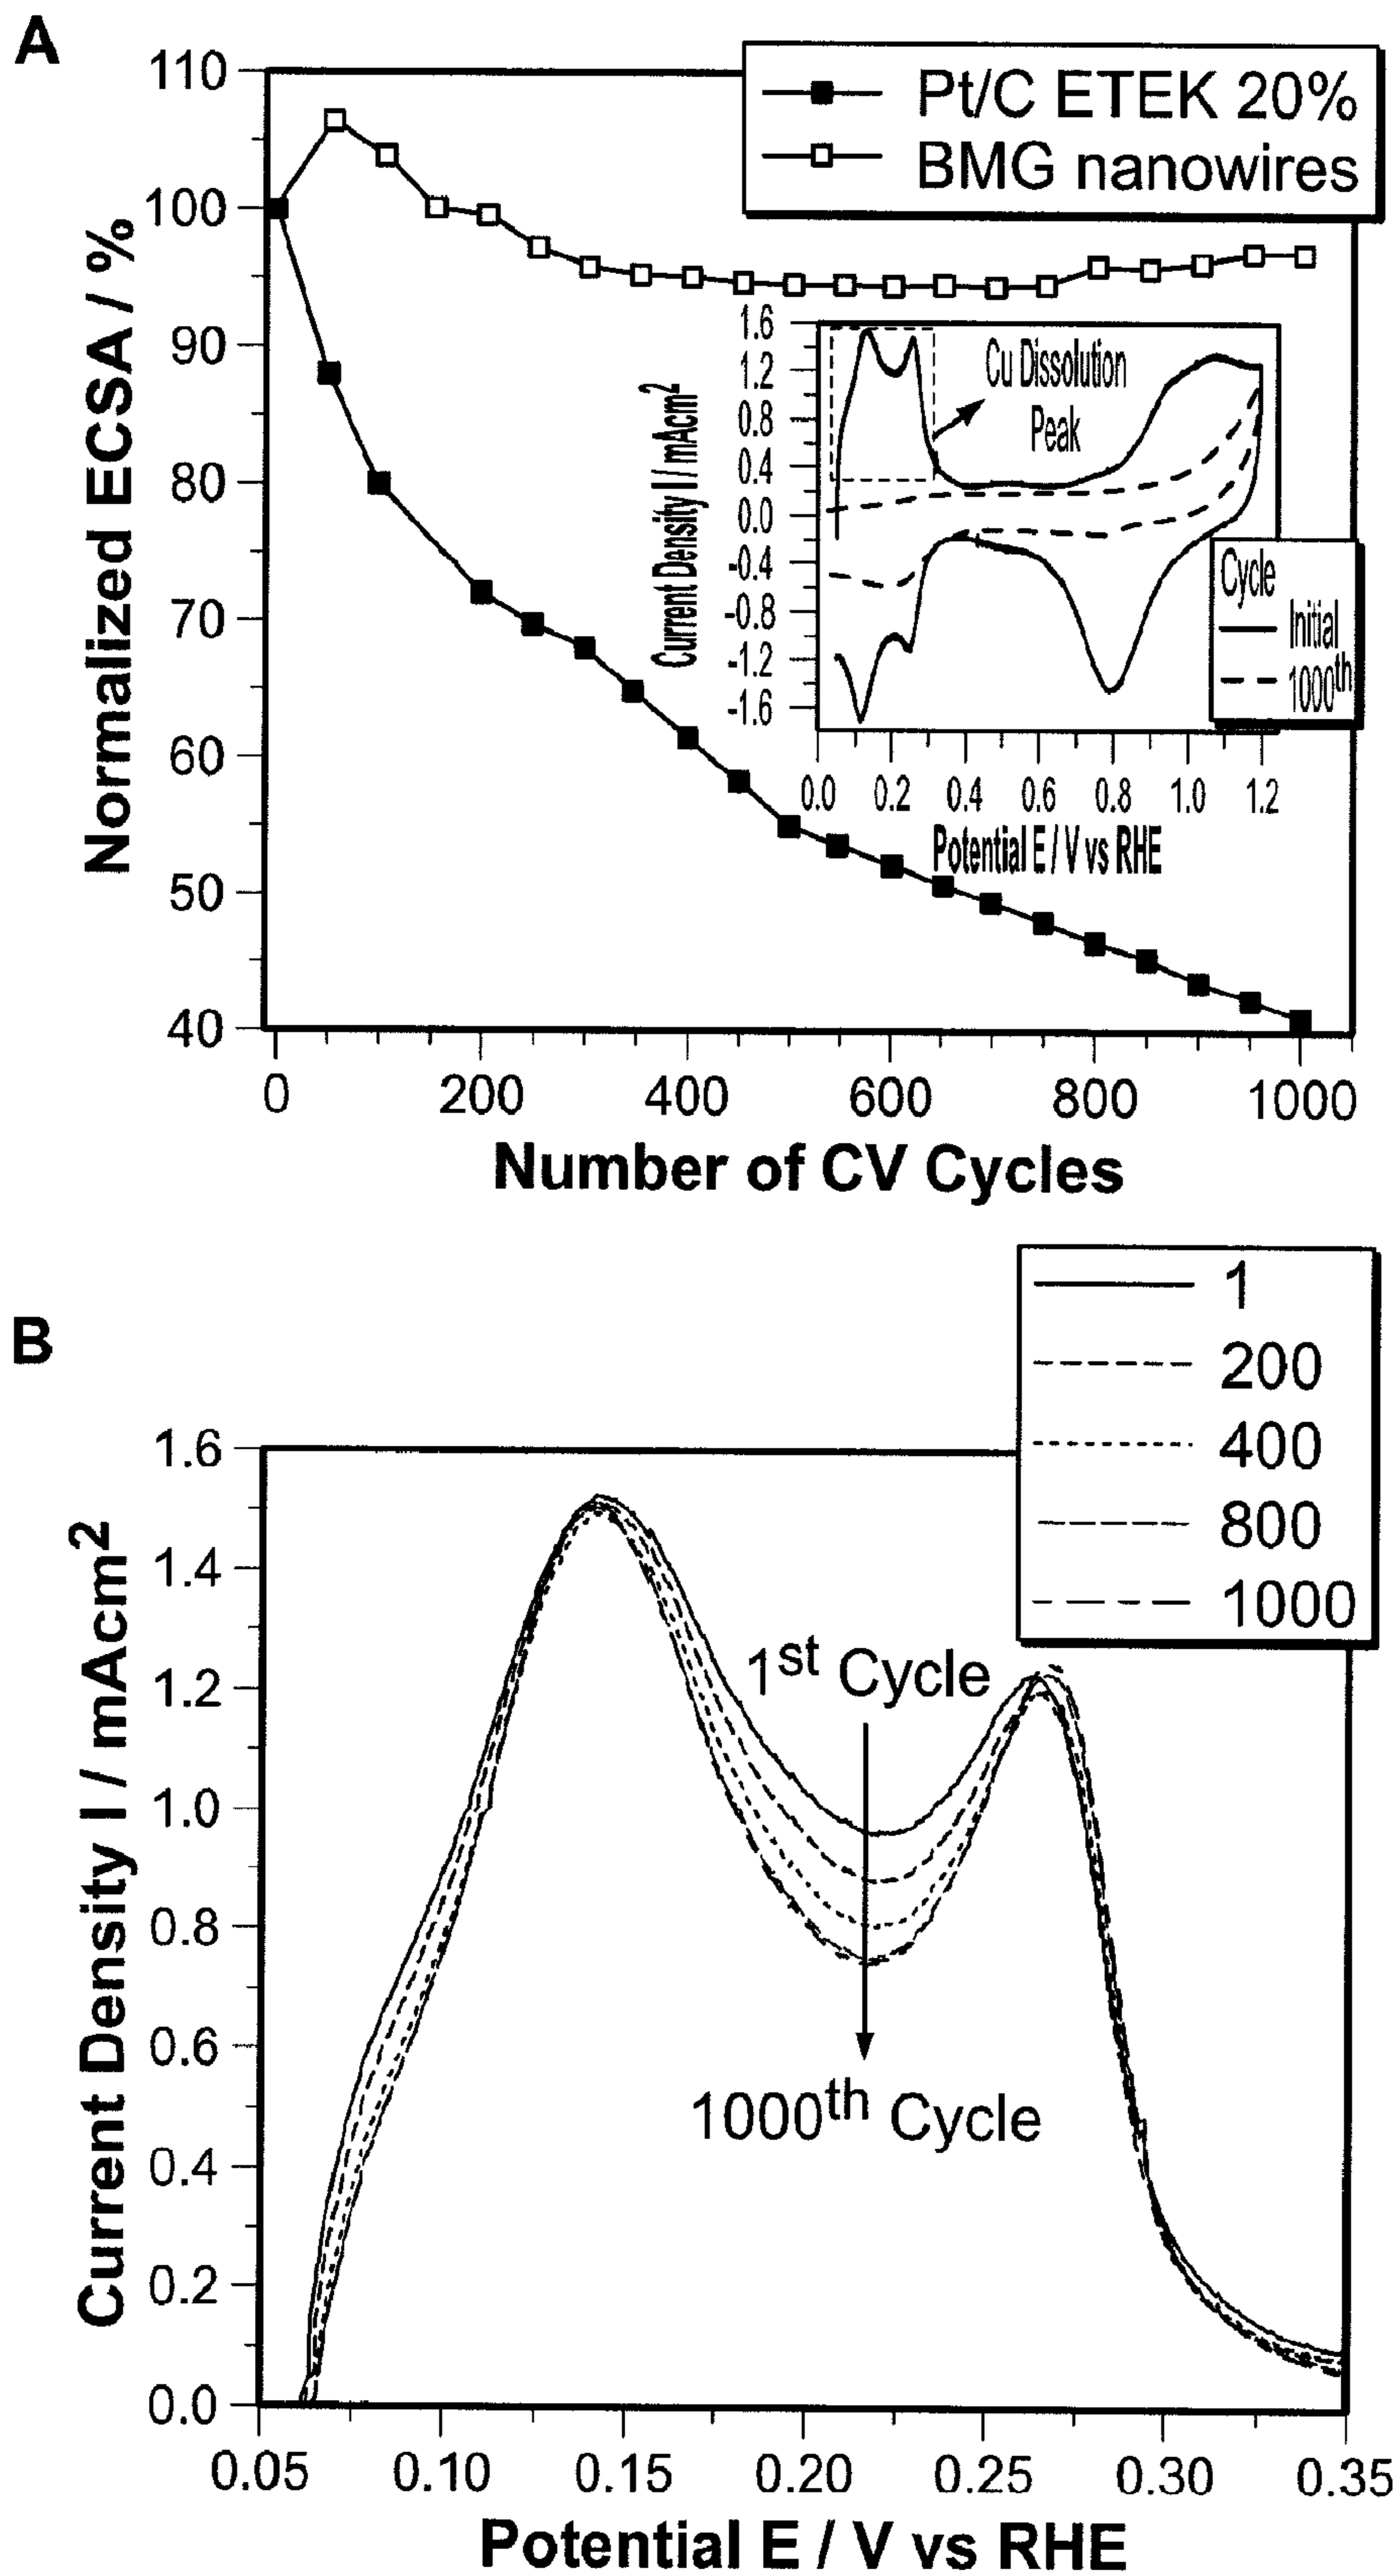 A
Pt/C ETEK 20%
BMG nanowires
Normalized ECSA / %
110
100
90
80
70
60
50
40
0 200 400 600 800 1000
Number of CV Cycles
Current Density I / mAcm2
1.6
1.2
0.8
0.4
0.0
-0.4
-0.8
-1.2
-1.6
Cu Dissolution
Peak
Cycle
Initial
1000th
0.0 0.2 0.4 0.6 0.8 1.0 1.2
Potential E / V vs RHE
B
1
200
400
800
1000
Current Density I / mAcm2
1.6
1.4
1.2
1.0
0.8
0.6
0.4
0.2
0.0
1st Cycle
1000th Cycle
0.05 0.10 0.15 0.20 0.25 0.30 0.35
Potential E / V vs RHE